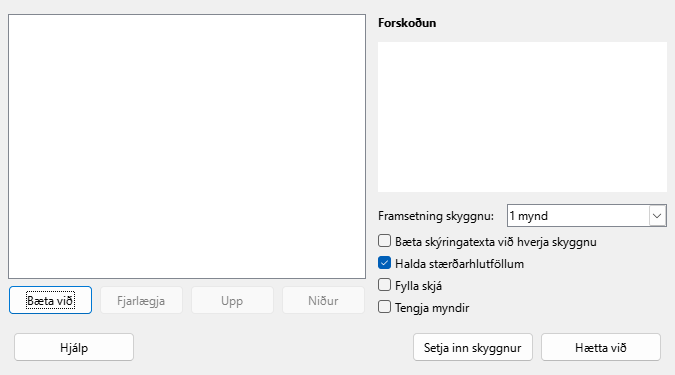 Forskoðun
Framsetning skyggnu: 1 mynd
Bæta skýringatexta við hverja skyggnu
Halda stærðarhlutföllum
Fylla skjá
Tengja myndir
Bæta við Fjarlægja Upp Niður
Hjálp Setja inn skyggnur Hætta við